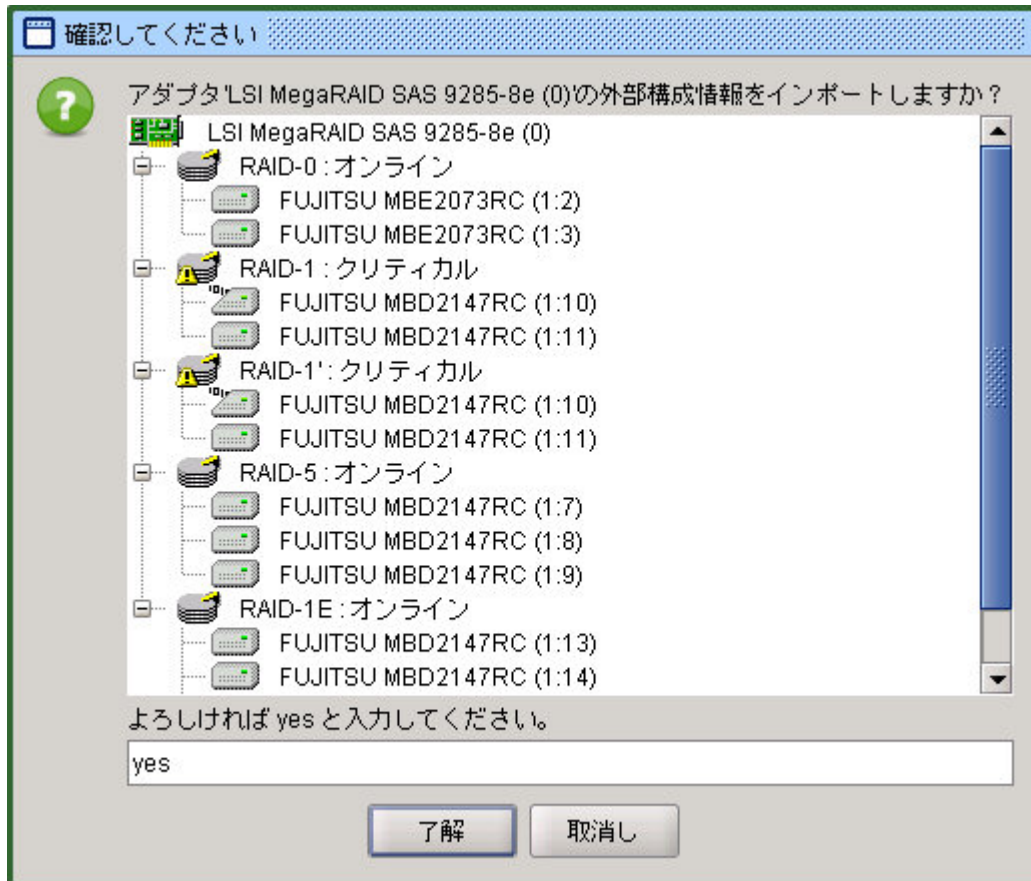 確認してください
アダプタ'LSI MegaRAID SAS 9285-8e (0)'の外部構成情報をインポートしますか?
LSI MegaRAID SAS 9285-8e (0)
RAID-0 : オンライン
FUJITSU MBE2073RC (1:2)
FUJITSU MBE2073RC (1:3)
RAID-1 : クリティカル
FUJITSU MBD2147RC (1:10)
FUJITSU MBD2147RC (1:11)
RAID-1' : クリティカル
FUJITSU MBD2147RC (1:10)
FUJITSU MBD2147RC (1:11)
RAID-5 : オンライン
FUJITSU MBD2147RC (1:7)
FUJITSU MBD2147RC (1:8)
FUJITSU MBD2147RC (1:9)
RAID-1E : オンライン
FUJITSU MBD2147RC (1:13)
FUJITSU MBD2147RC (1:14)
よろしければ yes と入力してください。
yes
了解
取消し